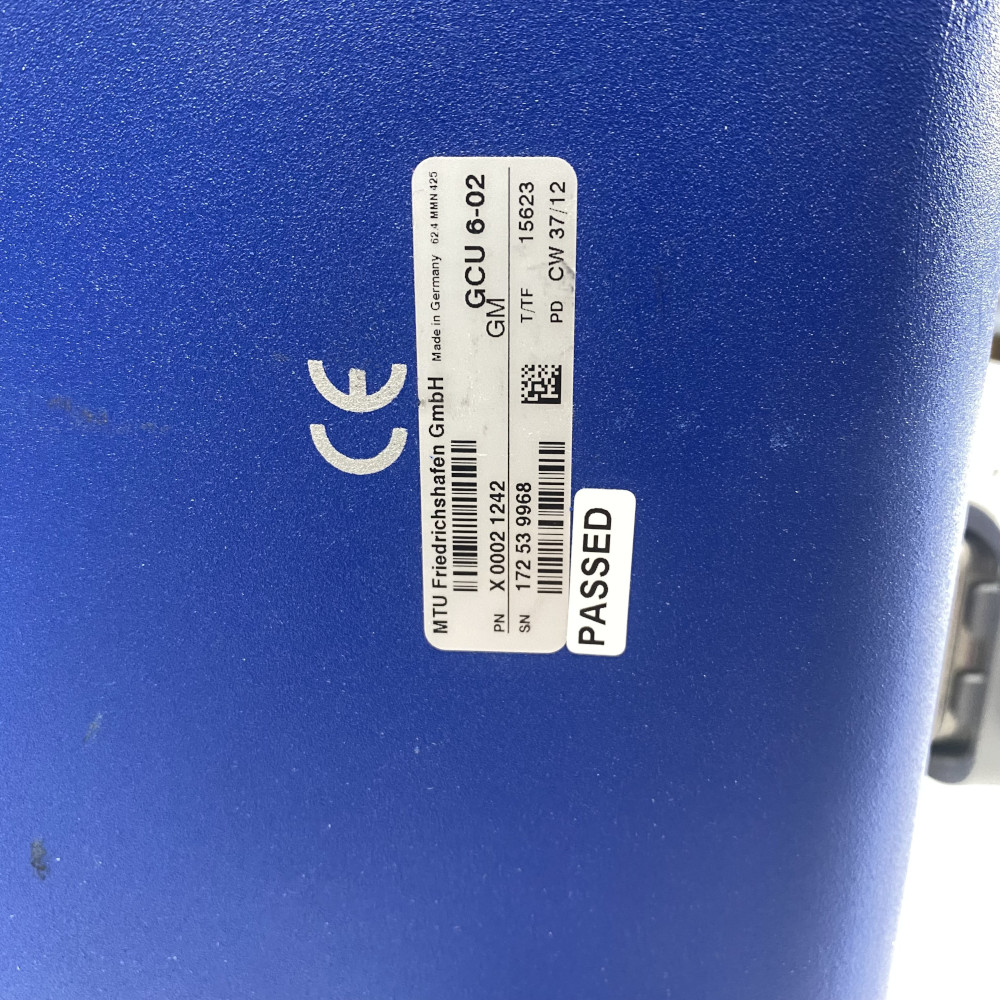 CE
MTU Friedrichshafen GmbH Made in Germany 62.4 MMN 425
GCU 6-02
GM
PN X 0002 1242
SN 172 53 9968
T/TF 15623
PD CW 37/12
PASSED